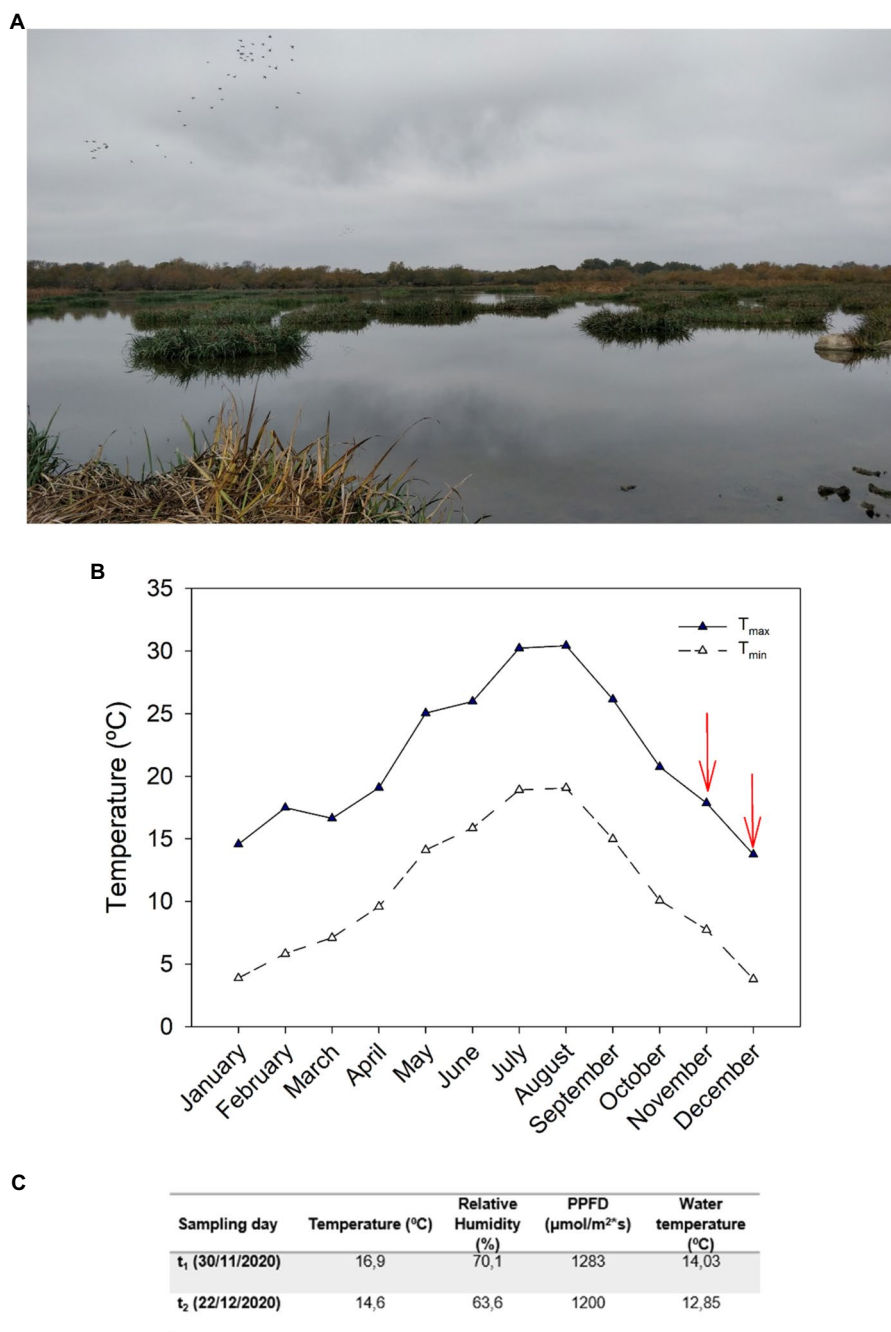 A
B
35
30
25
20
15
10
5
0
Temperature (ºC)
Tmax
Tmin
January
February
March
April
May
June
July
August
September
October
November
December
C
Sampling day Temperature (ºC) Relative Humidity (%) PPFD (µmol/m²*s) Water temperature (ºC)
t₁ (30/11/2020) 16,9 70,1 1283 14,03
t₂ (22/12/2020) 14,6 63,6 1200 12,85